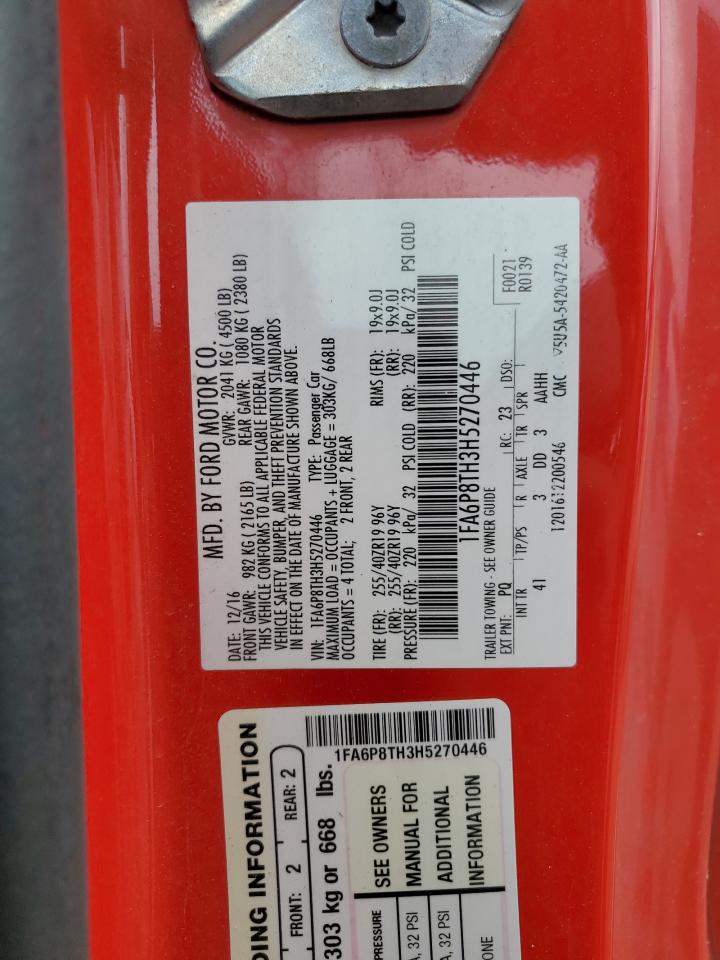 MFD. BY FORD MOTOR CO.
DATE: 12/16 GVWR: 2041 KG ( 4500 LB)
FRONT GAWR: 982 KG ( 2165 LB) REAR GAWR: 1080 KG ( 2380 LB)
THIS VEHICLE CONFORMS TO ALL APPLICABLE FEDERAL MOTOR
VEHICLE SAFETY, BUMPER, AND THEFT PREVENTION STANDARDS
IN EFFECT ON THE DATE OF MANUFACTURE SHOWN ABOVE.
VIN: 1FA6P8TH3H5270446 TYPE: Passenger Car
MAXIMUM LOAD = OCCUPANTS + LUGGAGE = 303KG/ 668LB
OCCUPANTS = 4 TOTAL; 2 FRONT, 2 REAR
TIRE (FR): 255/40ZR19 96Y RIMS (FR): 19x9.0J
(RR): 255/40ZR19 96Y (RR): 19x9.0J
PRESSURE (FR): 220 kPa/ 32 PSI COLD (RR): 220 kPa/ 32 PSI COLD
1FA6P8TH3H5270446
TRAILER TOWING - SEE OWNER GUIDE F0021
EXT PNT: PQ RC: 23 DSO: R0139
INT TR TP/PS R AXLE TR SPR
41 3 DD 3 AAHH
1201612200546 CMC 5U5A-5420472-AA
DING INFORMATION
FRONT: 2 REAR: 2
303 kg or 668 lbs.
1FA6P8TH3H5270446
PRESSURE SEE OWNERS
A, 32 PSI MANUAL FOR
A, 32 PSI ADDITIONAL
ONE INFORMATION